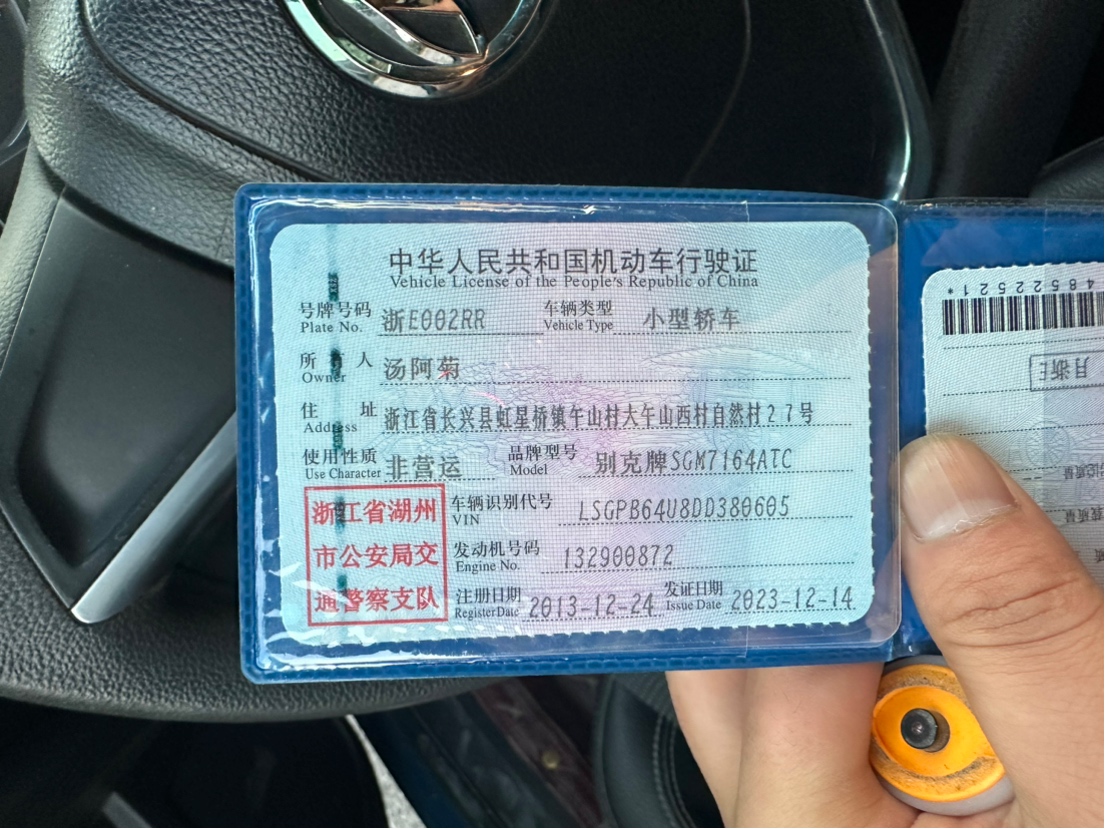 中华人民共和国机动车行驶证
Vehicle License of the People's Republic of China
号牌号码 浙E002RR 车辆类型 小型轿车
Plate No. Vehicle Type
所有人 汤阿菊
Owner
住址 浙江省长兴县虹星桥镇午山村大午山西村自然村27号
Address
使用性质 非营运 品牌型号 别克牌SGM7164ATC
Use Character Model
浙江省湖州
市公安局交
通警察支队
车辆识别代号 LSGPB64U8DD380605
VIN
发动机号码 132900872
Engine No.
注册日期 2013-12-24 发证日期 2023-12-14
Register Date Issue Date